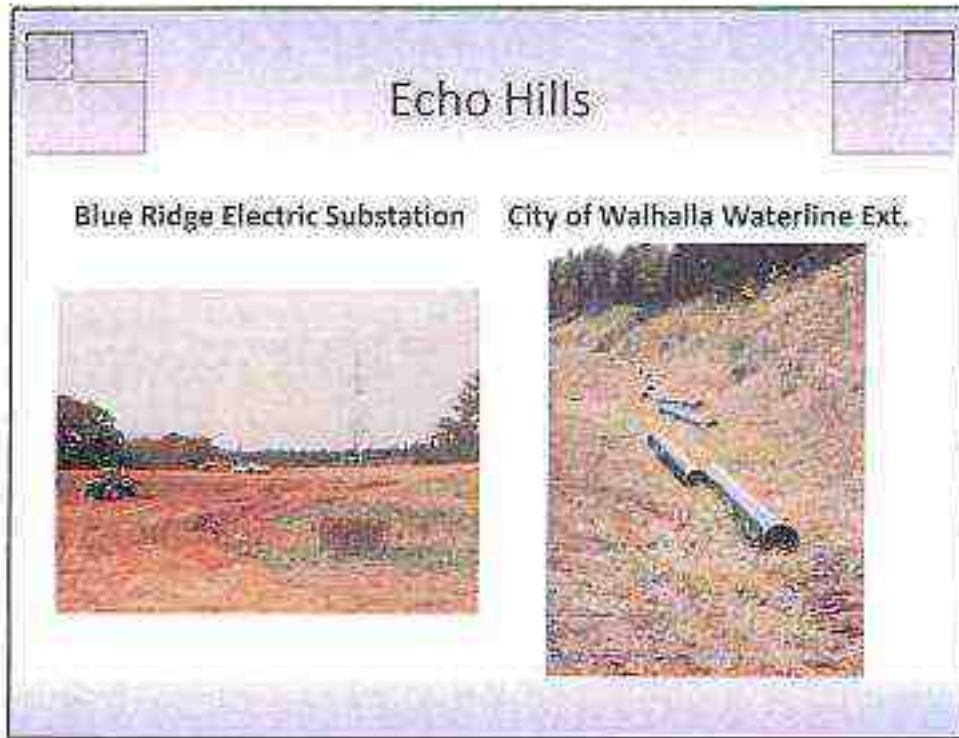 Echo Hills
Blue Ridge Electric Substation
City of Walhalla Waterline Ext.